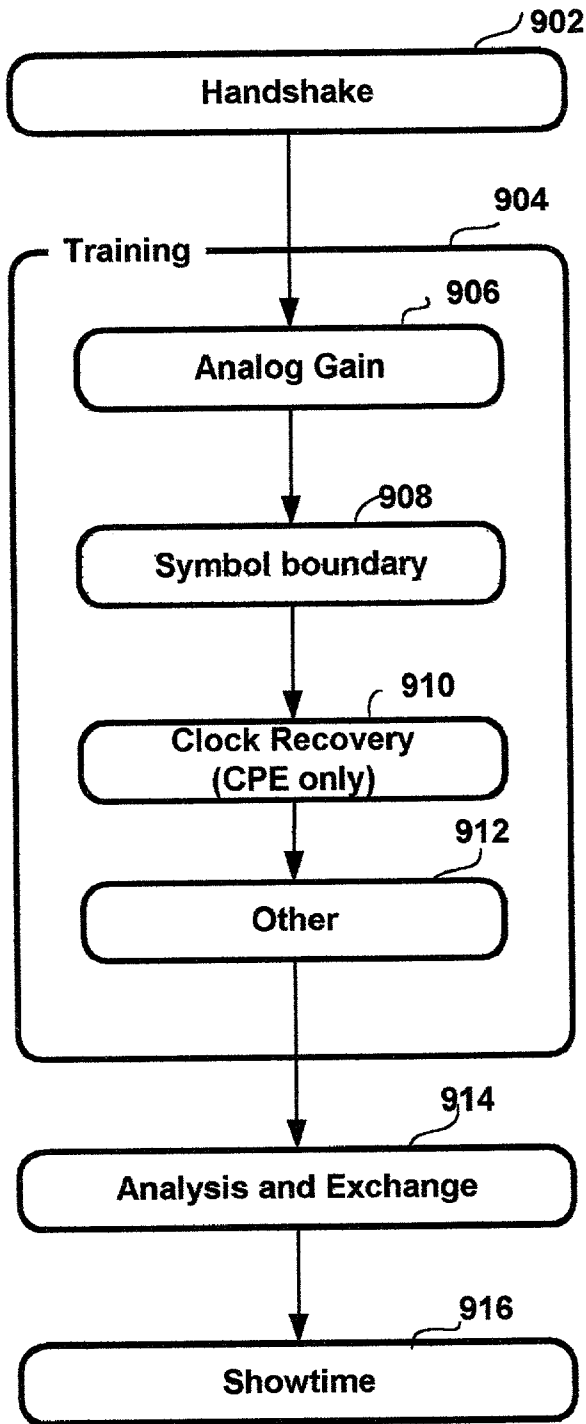 902
Handshake
904
Training
906
Analog Gain
908
Symbol boundary
910
Clock Recovery
(CPE only)
912
Other
914
Analysis and Exchange
916
Showtime